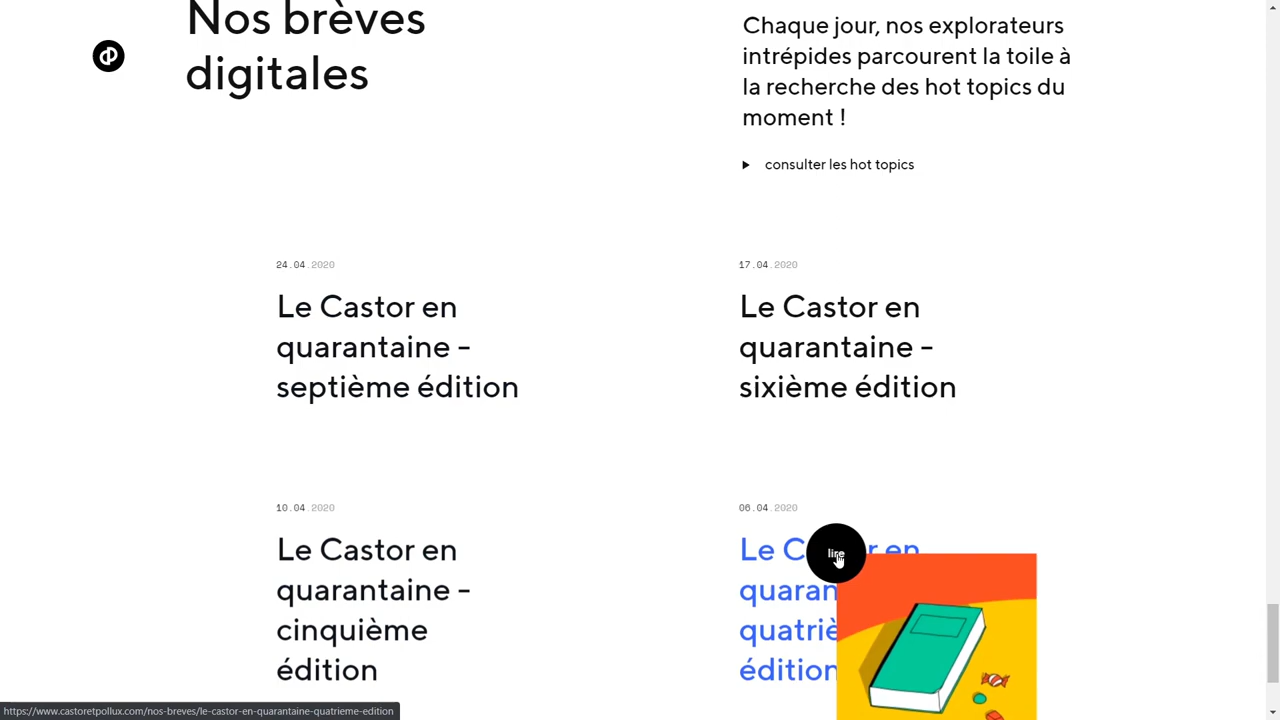 Nos brèves
digitales
Chaque jour, nos explorateurs
intrépides parcourent la toile à
la recherche des hot topics du
moment !
consulter les hot topics
24.04.2020
Le Castor en
quarantaine -
septième édition
17.04.2020
Le Castor en
quarantaine -
sixième édition
10.04.2020
Le Castor en
quarantaine -
cinquième
édition
06.04.2020
Le C
r en
lire
quaran
quatriè
édition
https://www.castoretpollux.com/nos-breves/le-castor-en-quarantaine-quatrieme-edition